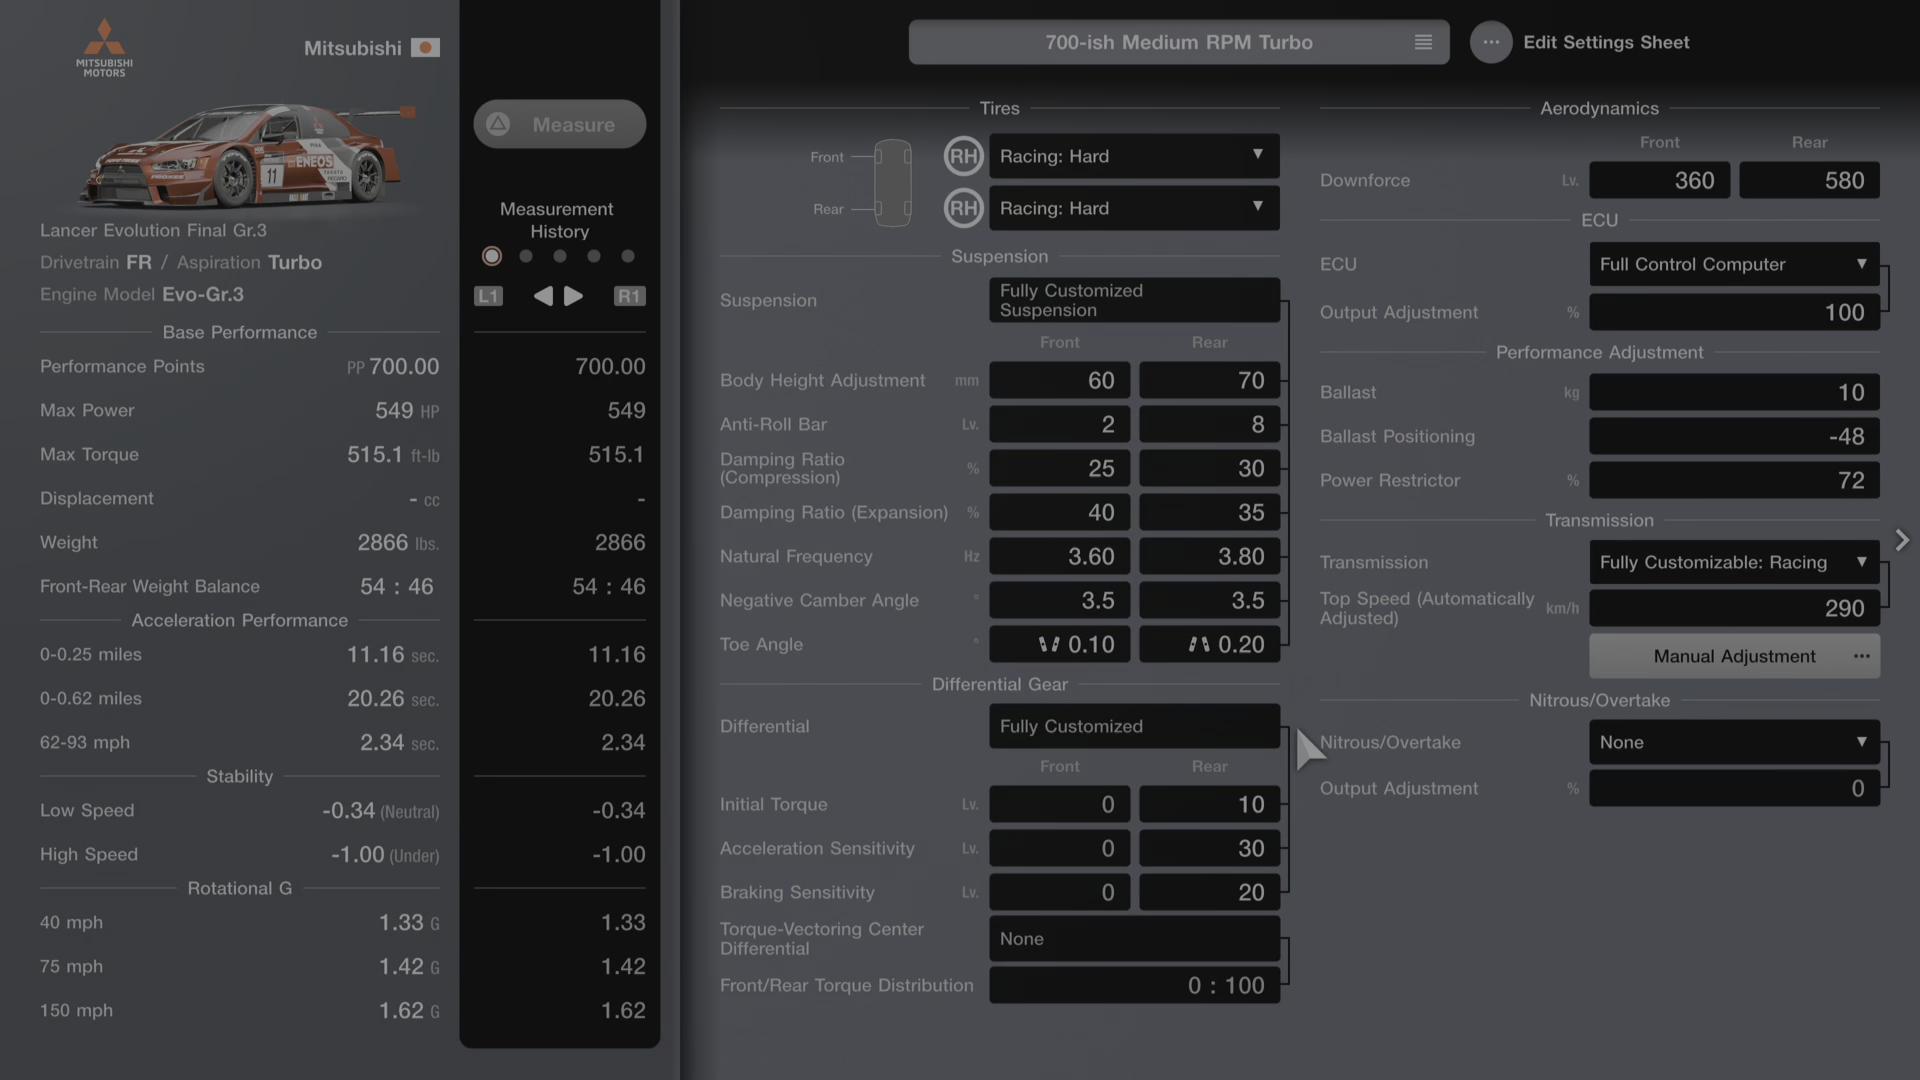 MITSUBISHI
MOTORS
Mitsubishi
ENEOS
11
Lancer Evolution Final Gr.3
Drivetrain FR / Aspiration Turbo
Engine Model Evo-Gr.3
Base Performance
Performance Points PP 700.00
Max Power 549 HP
Max Torque 515.1 ft-lb
Displacement - cc
Weight 2866 lbs.
Front-Rear Weight Balance 54 : 46
Acceleration Performance
0-0.25 miles 11.16 sec.
0-0.62 miles 20.26 sec.
62-93 mph 2.34 sec.
Stability
Low Speed -0.34 (Neutral)
High Speed -1.00 (Under)
Rotational G
40 mph 1.33 G
75 mph 1.42 G
150 mph 1.62 G
Measure
Measurement
History
L1 R1
700.00
549
515.1
-
2866
54 : 46
11.16
20.26
2.34
-0.34
-1.00
1.33
1.42
1.62
700-ish Medium RPM Turbo
Edit Settings Sheet
Tires
Front RH Racing: Hard
Rear RH Racing: Hard
Suspension
Suspension Fully Customized
Suspension
Front Rear
Body Height Adjustment mm 60 70
Anti-Roll Bar Lv. 2 8
Damping Ratio
(Compression) % 25 30
Damping Ratio (Expansion) % 40 35
Natural Frequency Hz 3.60 3.80
Negative Camber Angle ° 3.5 3.5
Toe Angle ° 0.10 0.20
Differential Gear
Differential Fully Customized
Front Rear
Initial Torque Lv. 0 10
Acceleration Sensitivity Lv. 0 30
Braking Sensitivity Lv. 0 20
Torque-Vectoring Center
Differential None
Front/Rear Torque Distribution 0 : 100
Aerodynamics
Front Rear
Downforce Lv. 360 580
ECU
ECU Full Control Computer
Output Adjustment % 100
Performance Adjustment
Ballast kg 10
Ballast Positioning -48
Power Restrictor % 72
Transmission
Transmission Fully Customizable: Racing
Top Speed (Automatically
Adjusted) km/h 290
Manual Adjustment
Nitrous/Overtake
Nitrous/Overtake None
Output Adjustment % 0